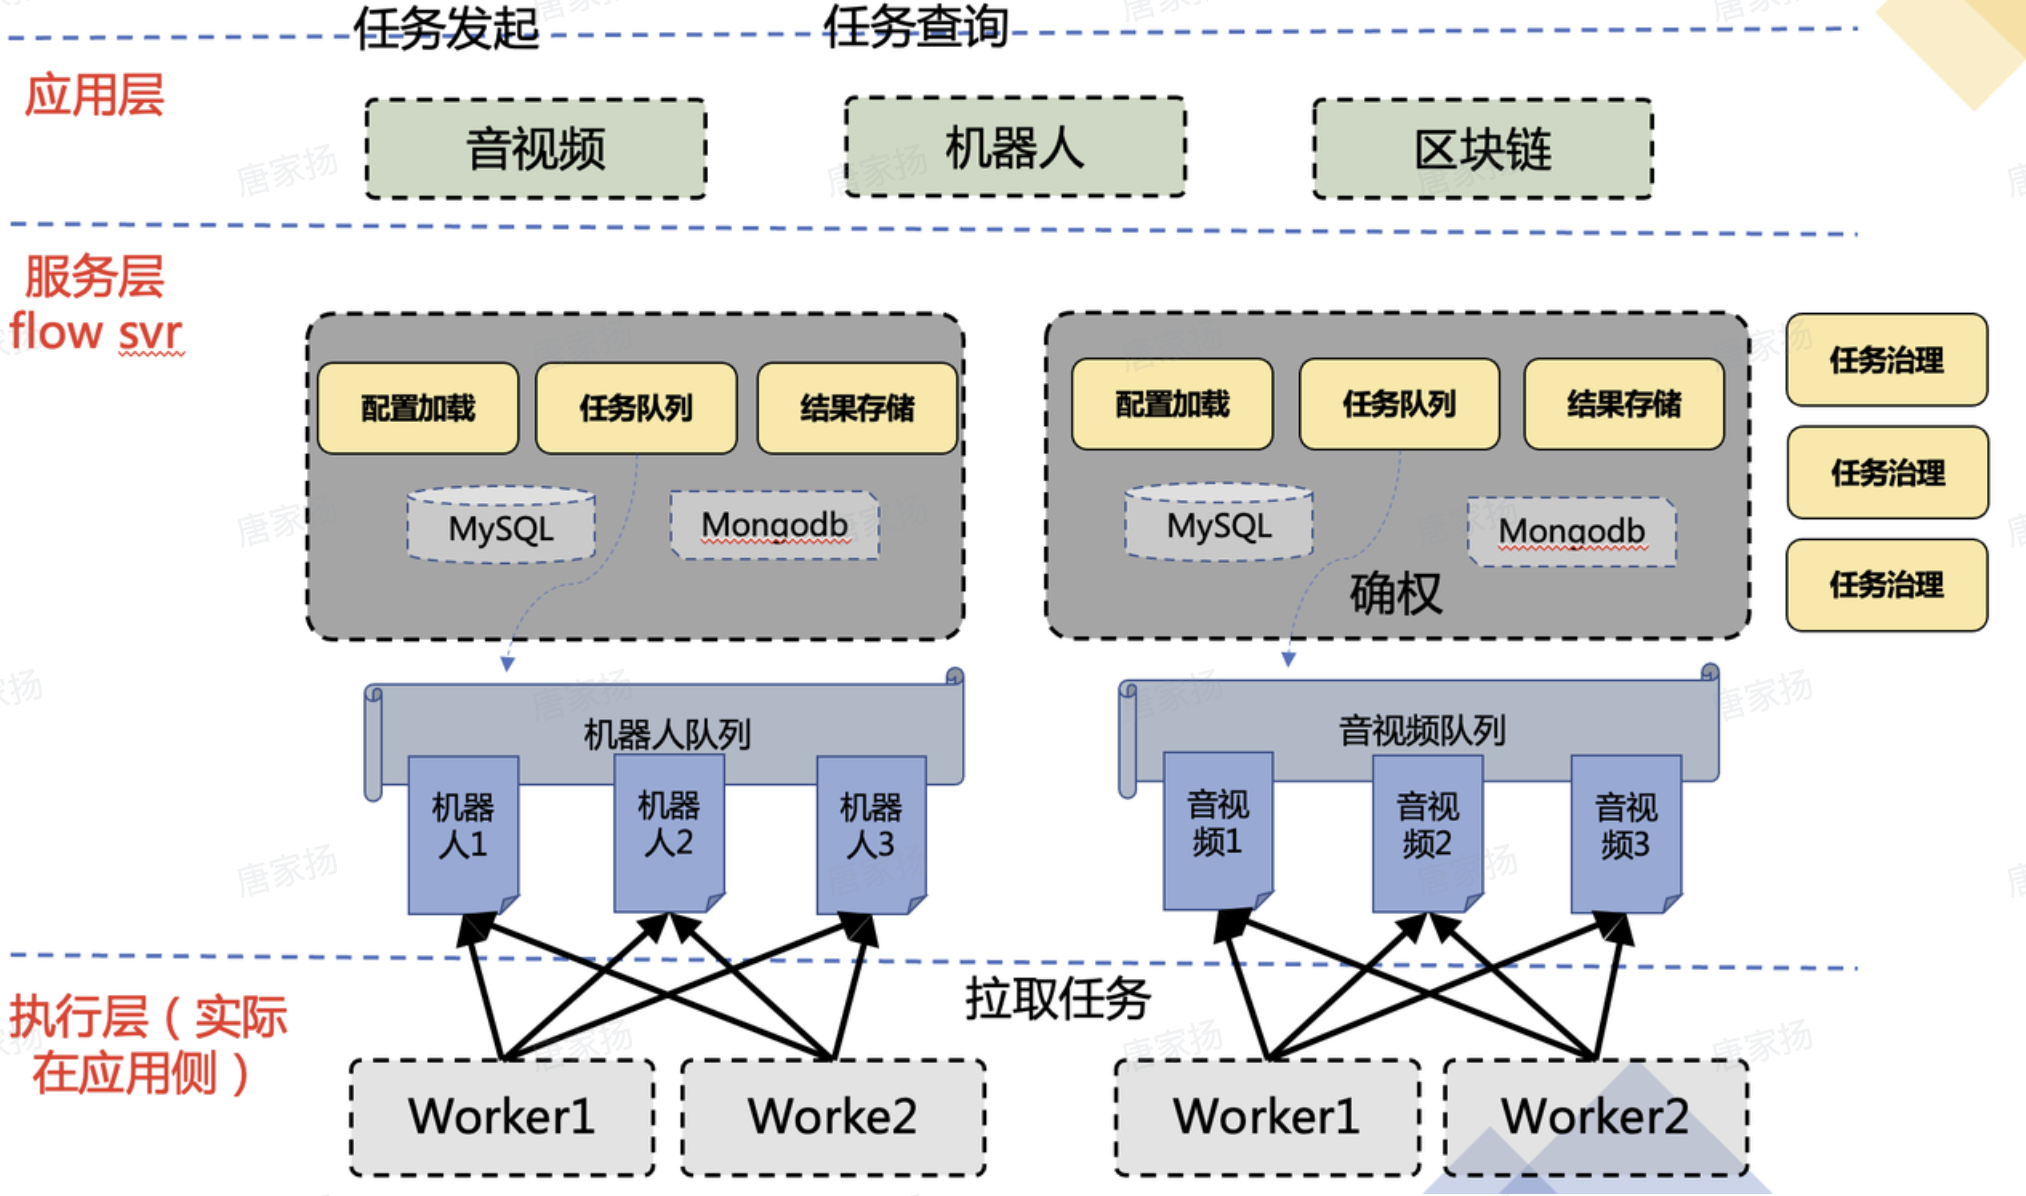 任务发起
任务查询
应用层
音视频
机器人
区块链
服务层
flow svr
配置加载
任务队列
结果存储
MySQL
Mongodb
配置加载
任务队列
结果存储
MySQL
Mongodb
确权
任务治理
任务治理
任务治理
机器人队列
机器
人1
机器
人2
机器
人3
音视频队列
音视
频1
音视
频2
音视
频3
拉取任务
执行层（实际
在应用侧）
Worker1
Worke2
Worker1
Worker2
唐家扬